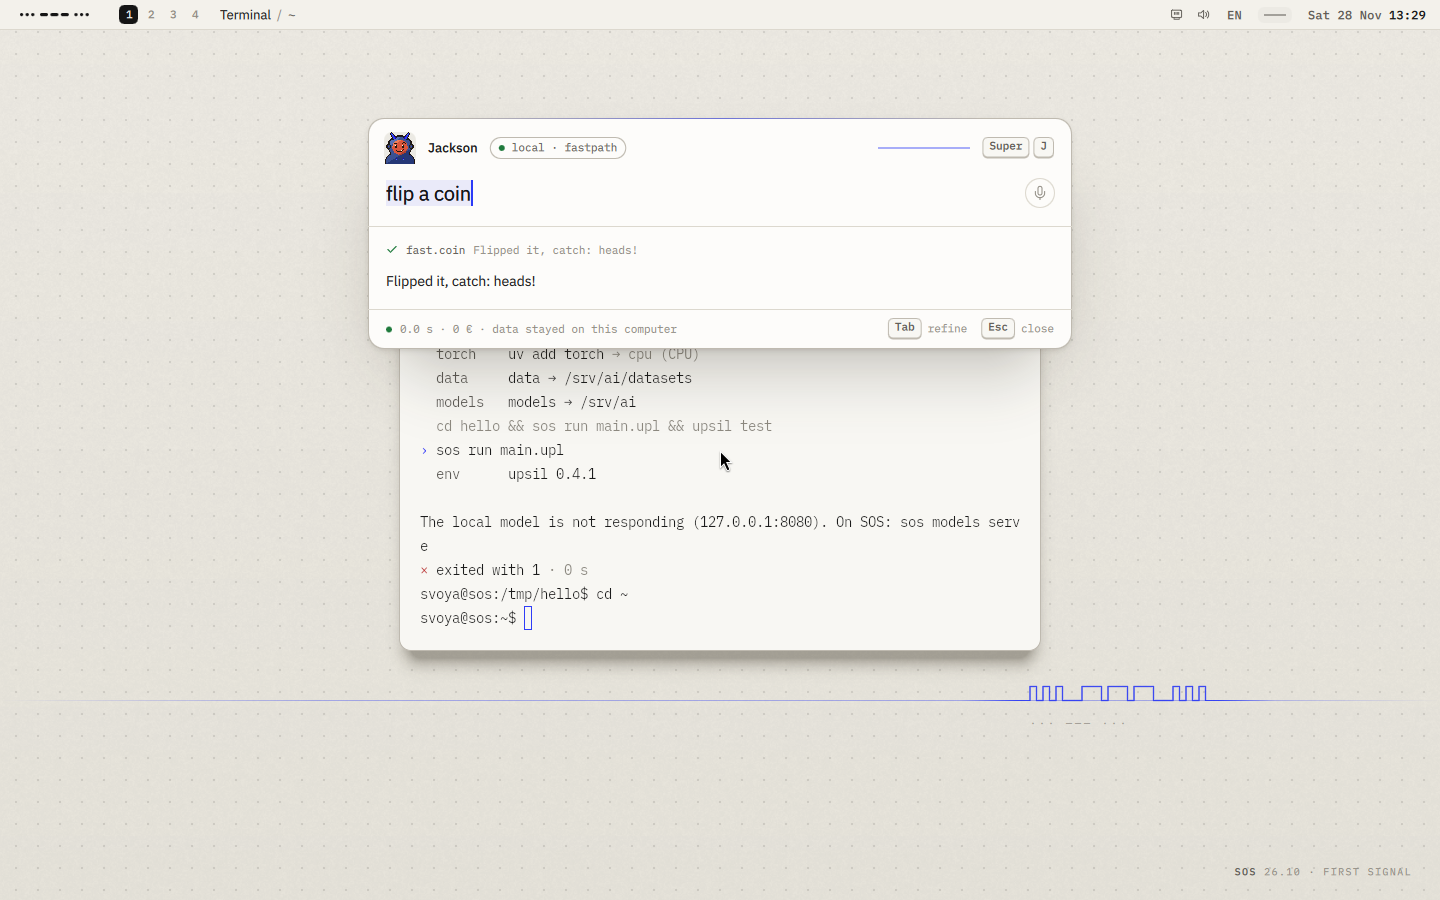 1 2 3 4 Terminal / ~ EN Sat 28 Nov 13:29
Jackson local · fastpath Super J
flip a coin
fast.coin Flipped it, catch: heads!
Flipped it, catch: heads!
0.0 s · 0 € · data stayed on this computer Tab refine Esc close
torch uv add torch → cpu (CPU)
data data → /srv/ai/datasets
models models → /srv/ai
cd hello && sos run main.upl && upsil test
› sos run main.upl
env upsil 0.4.1
The local model is not responding (127.0.0.1:8080). On SOS: sos models serv
e
× exited with 1 · 0 s
svoya@sos:/tmp/hello$ cd ~
svoya@sos:~$
··· −−− ···
SOS 26.10 · FIRST SIGNAL